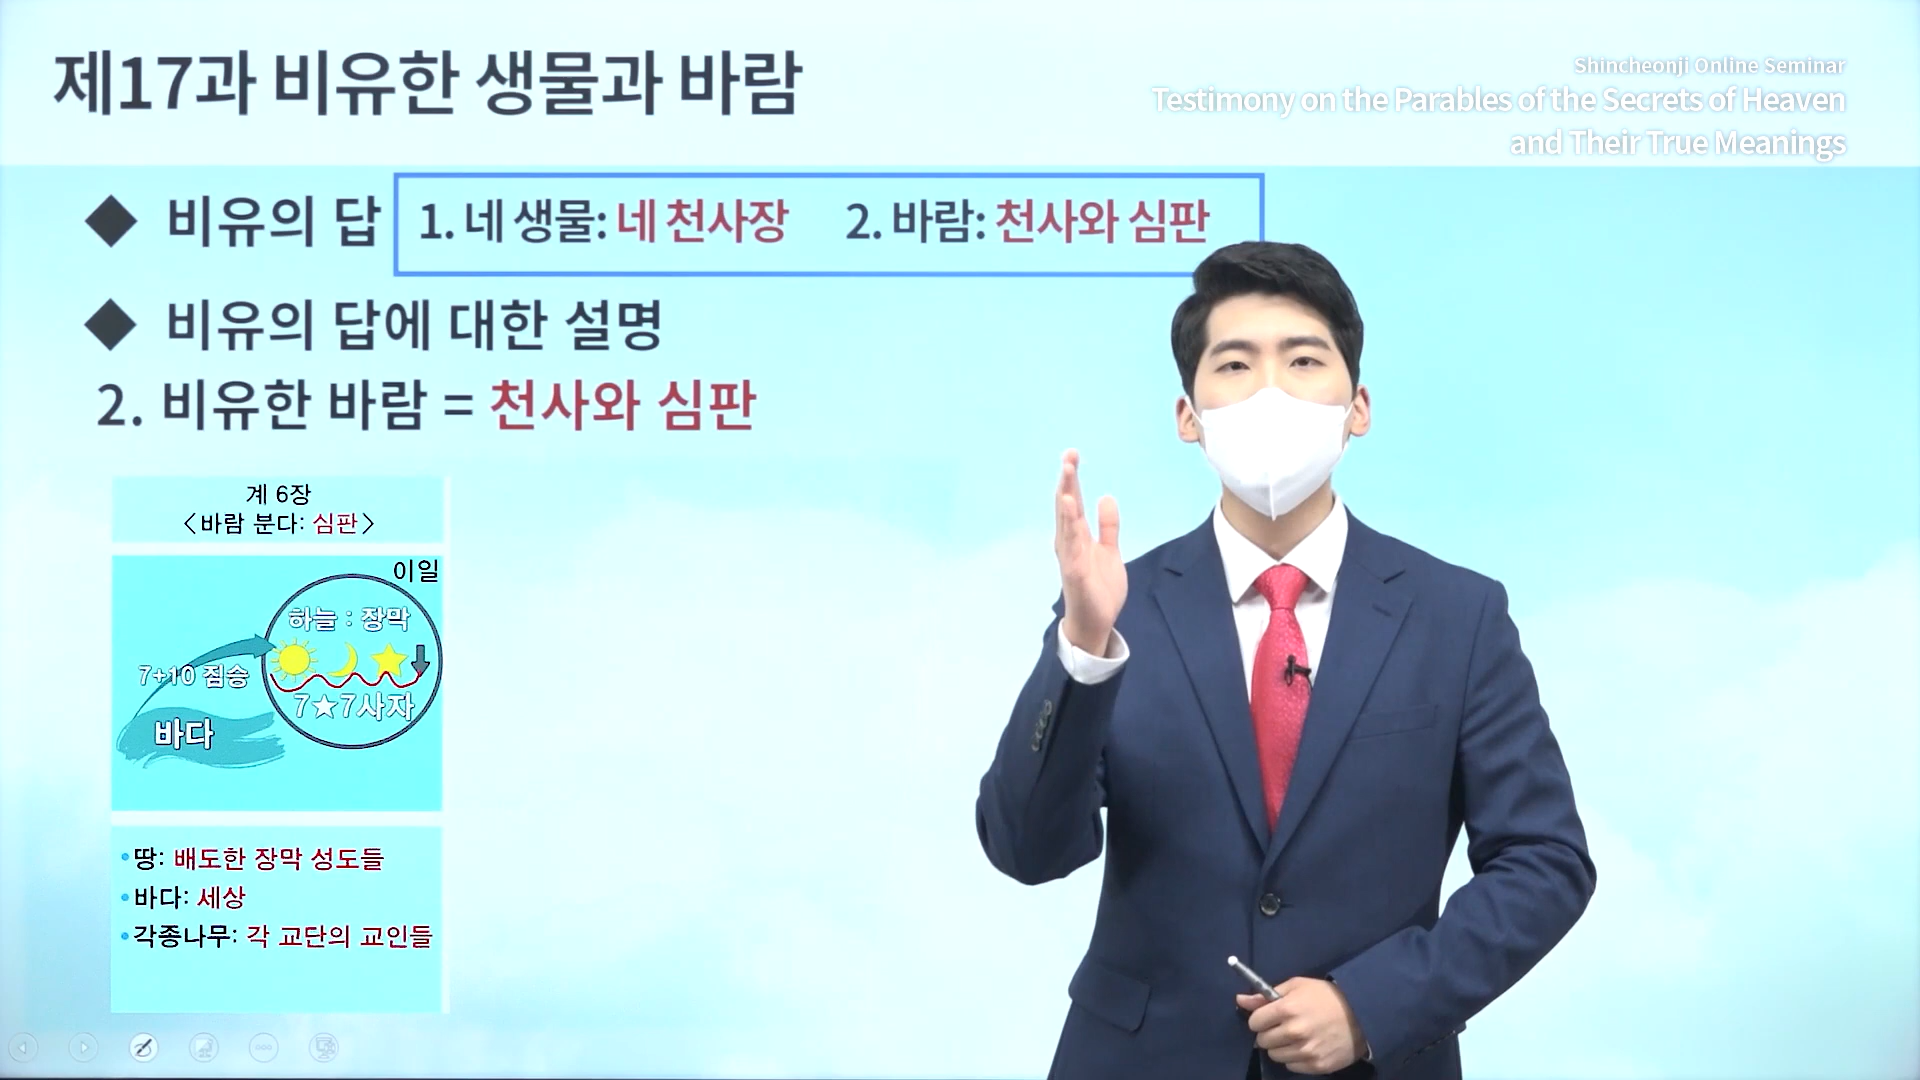 제17과 비유한 생물과 바람
Shincheonji Online Seminar
Testimony on the Parables of the Secrets of Heaven
and Their True Meanings
◆ 비유의 답 1. 네 생물: 네 천사장 2. 바람: 천사와 심판
◆ 비유의 답에 대한 설명
2. 비유한 바람 = 천사와 심판
계 6장
<바람 분다: 심판>
이일
하늘 : 장막
7+10 짐승
7★7사자
바다
•땅: 배도한 장막 성도들
•바다: 세상
•각종나무: 각 교단의 교인들